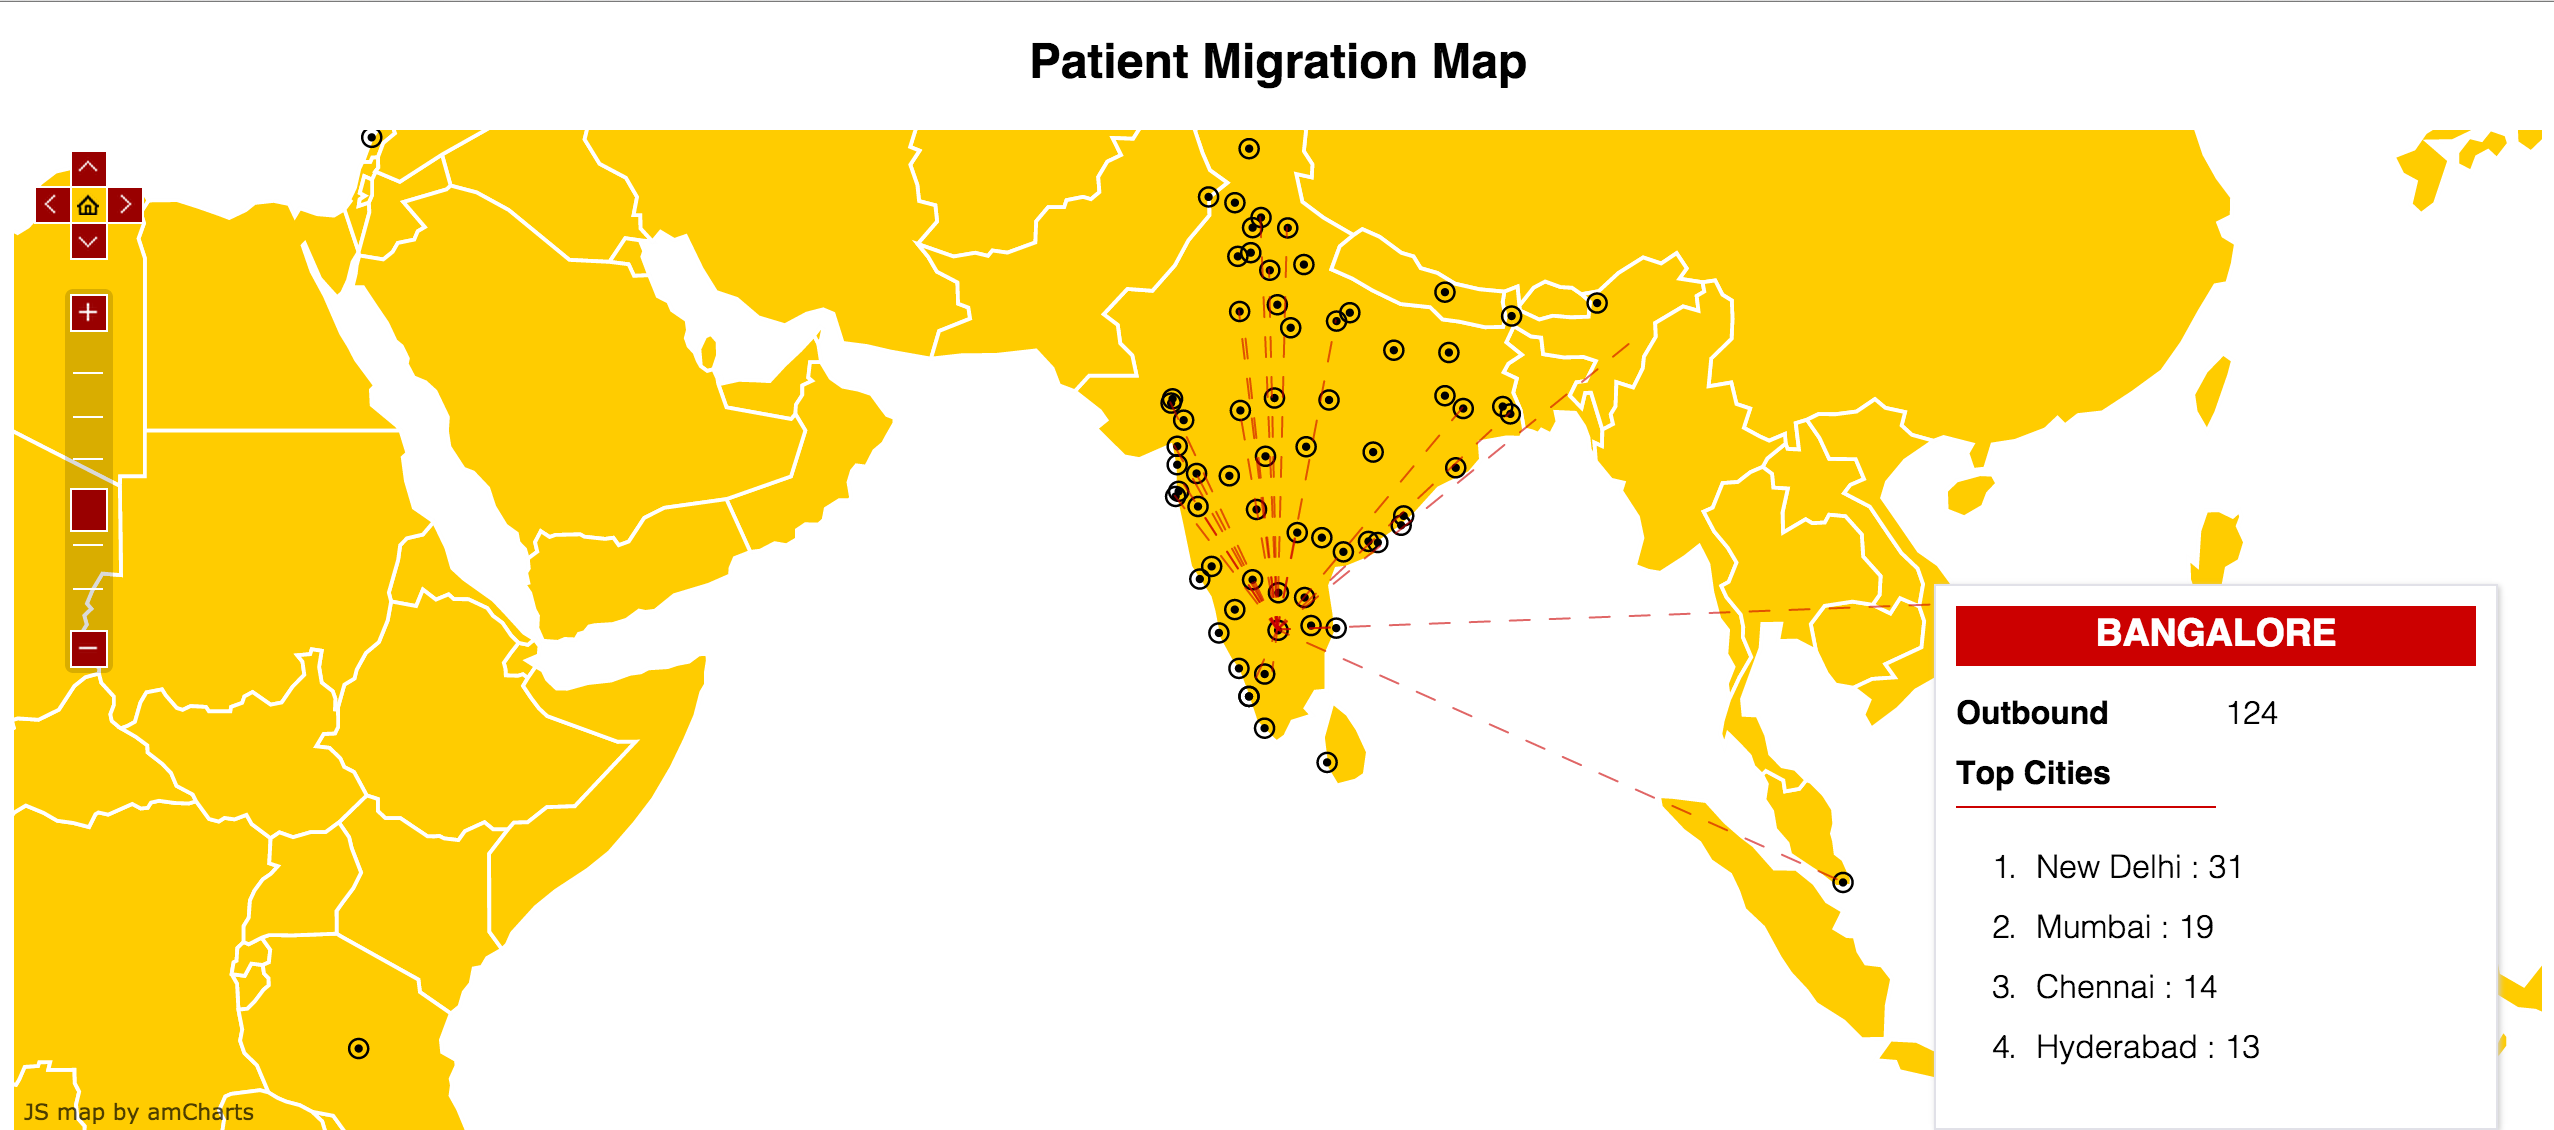 Patient Migration Map
+
−
BANGALORE
Outbound 124
Top Cities
1. New Delhi : 31
2. Mumbai : 19
3. Chennai : 14
4. Hyderabad : 13
JS map by amCharts